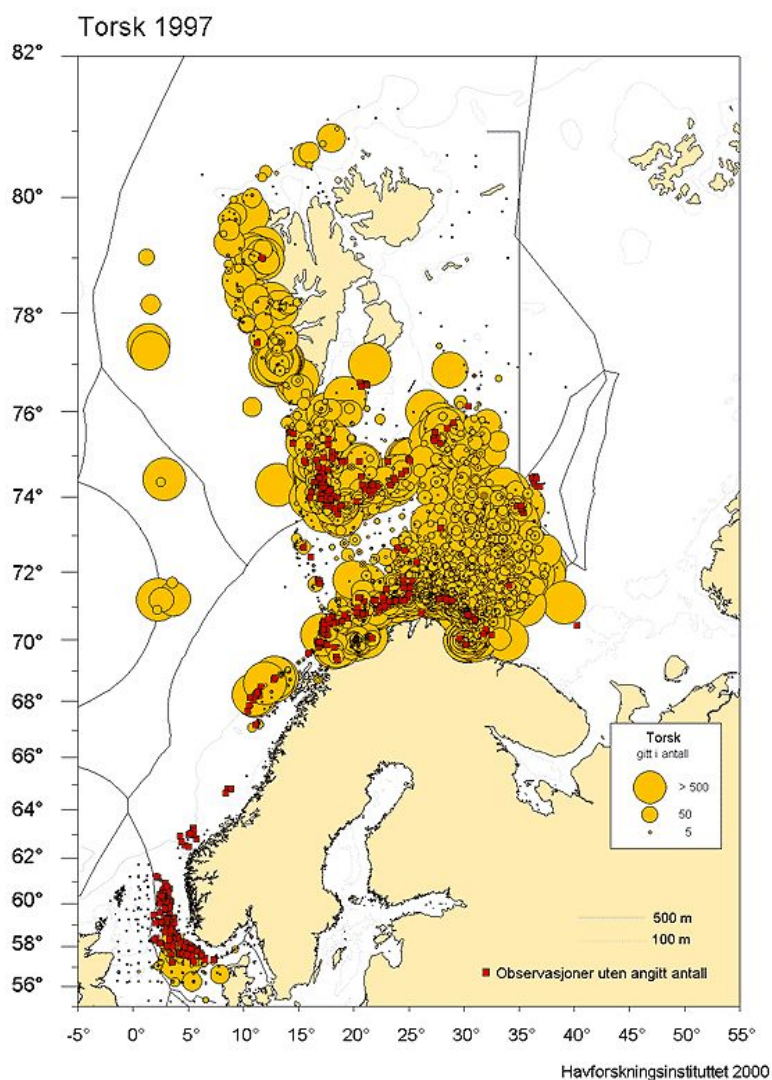 Torsk 1997
82°
80°
78°
76°
74°
72°
70°
68°
66°
64°
62°
60°
58°
56°
Torsk
gitt i antall
> 500
50
5
500 m
100 m
Observasjoner uten angitt antall
-5° 0° 5° 10° 15° 20° 25° 30° 35° 40° 45° 50° 55°
Havforskningsinstituttet 2000